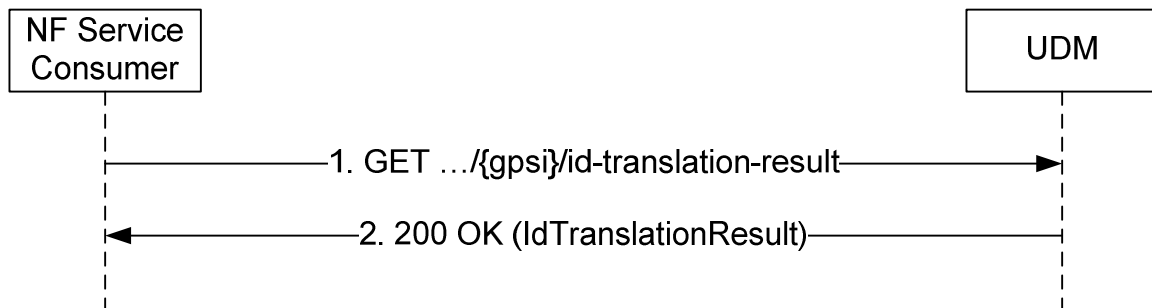 NF Service
Consumer
UDM
1. GET …/{gpsi}/id-translation-result
2. 200 OK (IdTranslationResult)